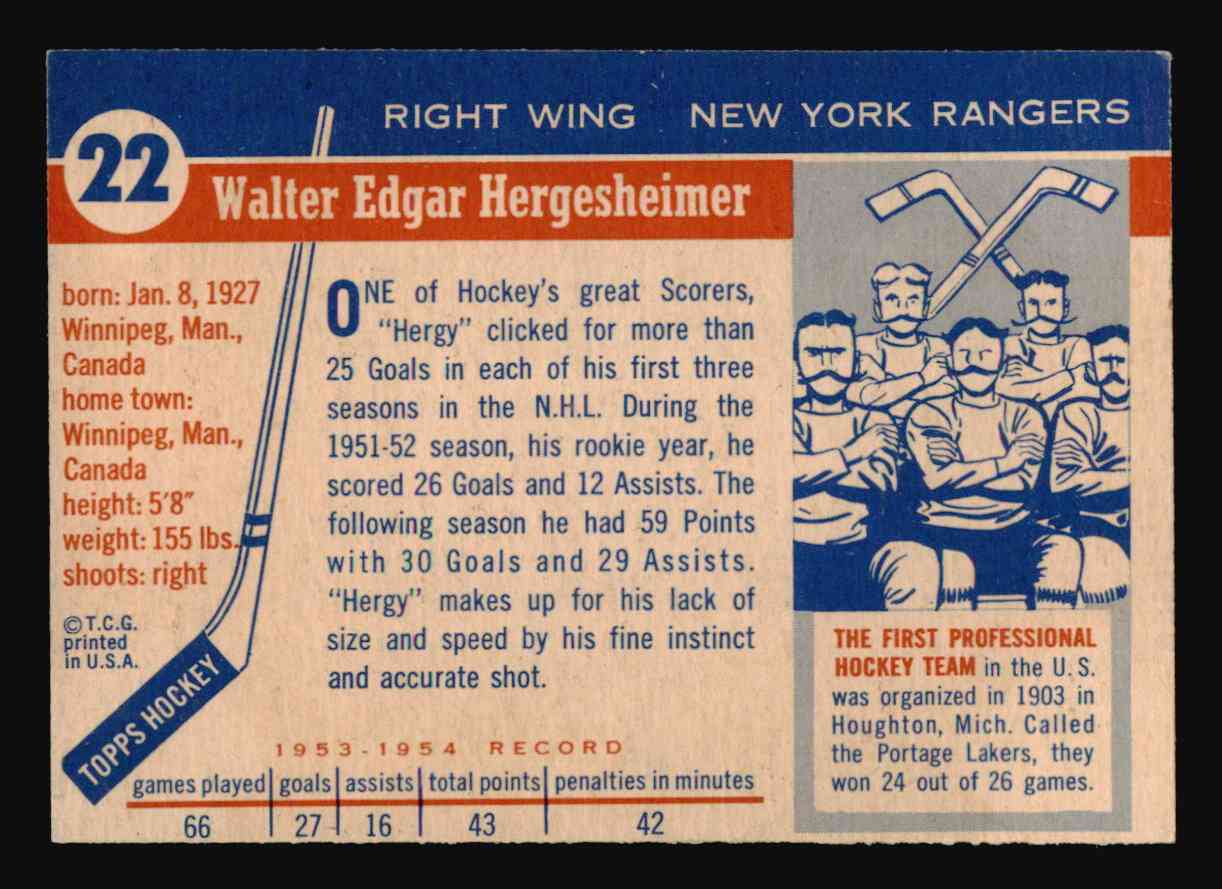 RIGHT WING NEW YORK RANGERS
22
Walter Edgar Hergesheimer
born: Jan. 8, 1927
Winnipeg, Man.,
Canada
home town:
Winnipeg, Man.,
Canada
height: 5'8"
weight: 155 lbs.
shoots: right
© T.C.G.
printed
in U.S.A.
TOPPS HOCKEY
ONE of Hockey's great Scorers,
"Hergy" clicked for more than
25 Goals in each of his first three
seasons in the N.H.L. During the
1951-52 season, his rookie year, he
scored 26 Goals and 12 Assists. The
following season he had 59 Points
with 30 Goals and 29 Assists.
"Hergy" makes up for his lack of
size and speed by his fine instinct
and accurate shot.
1953-1954 RECORD
games played goals assists total points penalties in minutes
66 27 16 43 42
THE FIRST PROFESSIONAL
HOCKEY TEAM in the U. S.
was organized in 1903 in
Houghton, Mich. Called
the Portage Lakers, they
won 24 out of 26 games.